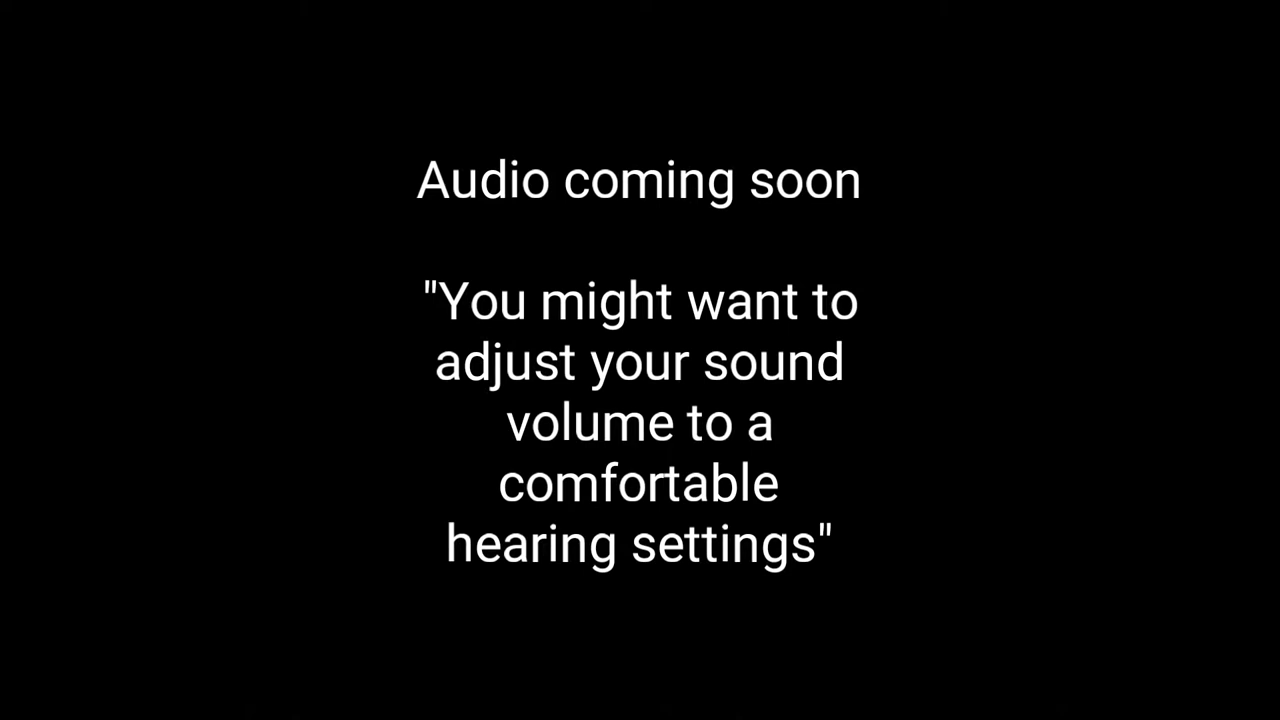 Audio coming soon
"You might want to
adjust your sound
volume to a
comfortable
hearing settings"